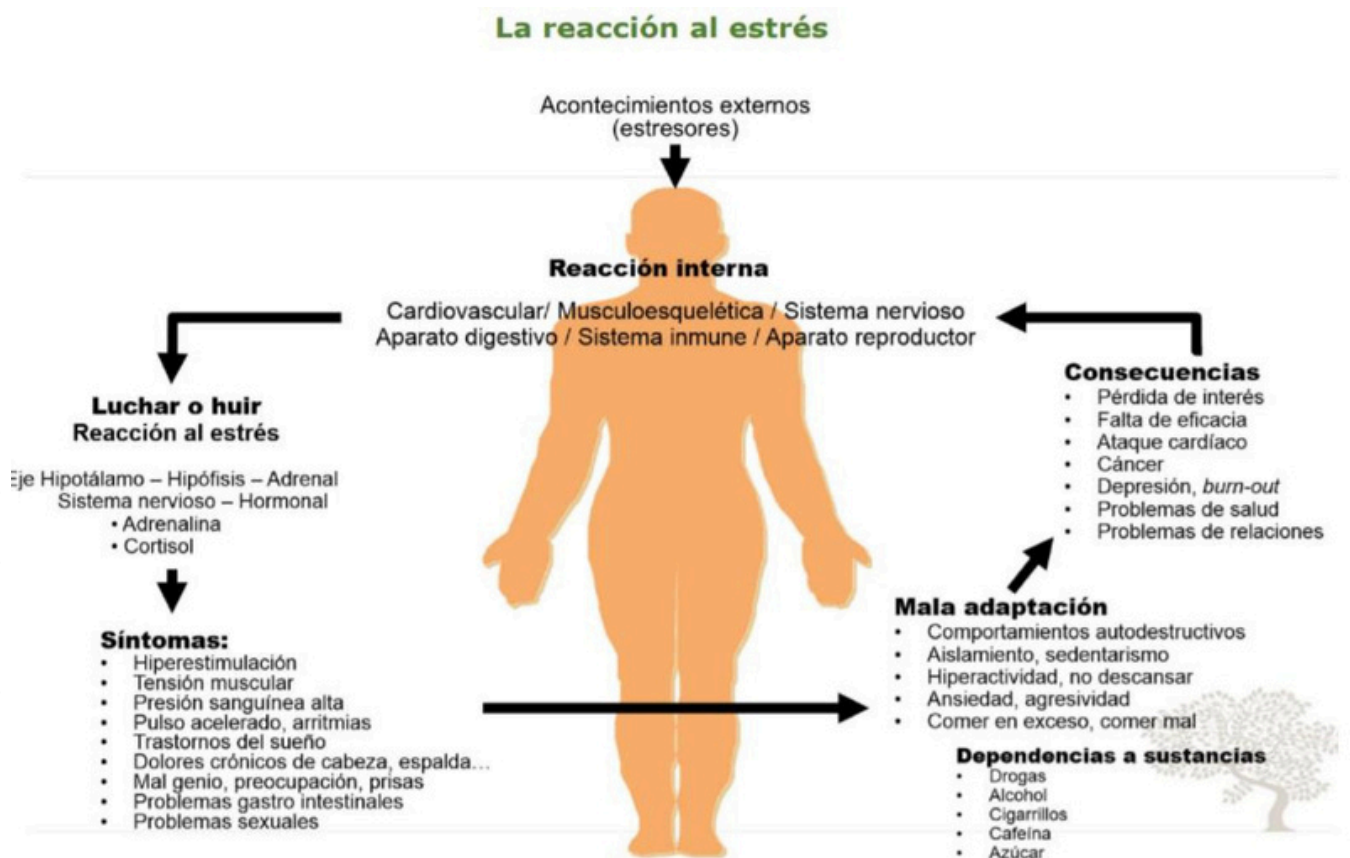 La reacción al estrés
Acontecimientos externos
(estresores)
Reacción interna
Cardiovascular/ Musculoesquelética / Sistema nervioso
Aparato digestivo / Sistema inmune / Aparato reproductor
Luchar o huir
Reacción al estrés
Eje Hipotálamo – Hipófisis – Adrenal
Sistema nervioso – Hormonal
• Adrenalina
• Cortisol
Síntomas:
• Hiperestimulación
• Tensión muscular
• Presión sanguínea alta
• Pulso acelerado, arritmias
• Trastornos del sueño
• Dolores crónicos de cabeza, espalda…
• Mal genio, preocupación, prisas
• Problemas gastro intestinales
• Problemas sexuales
Mala adaptación
• Comportamientos autodestructivos
• Aislamiento, sedentarismo
• Hiperactividad, no descansar
• Ansiedad, agresividad
• Comer en exceso, comer mal
Dependencias a sustancias
• Drogas
• Alcohol
• Cigarrillos
• Cafeína
• Azúcar
Consecuencias
• Pérdida de interés
• Falta de eficacia
• Ataque cardíaco
• Cáncer
• Depresión, burn-out
• Problemas de salud
• Problemas de relaciones